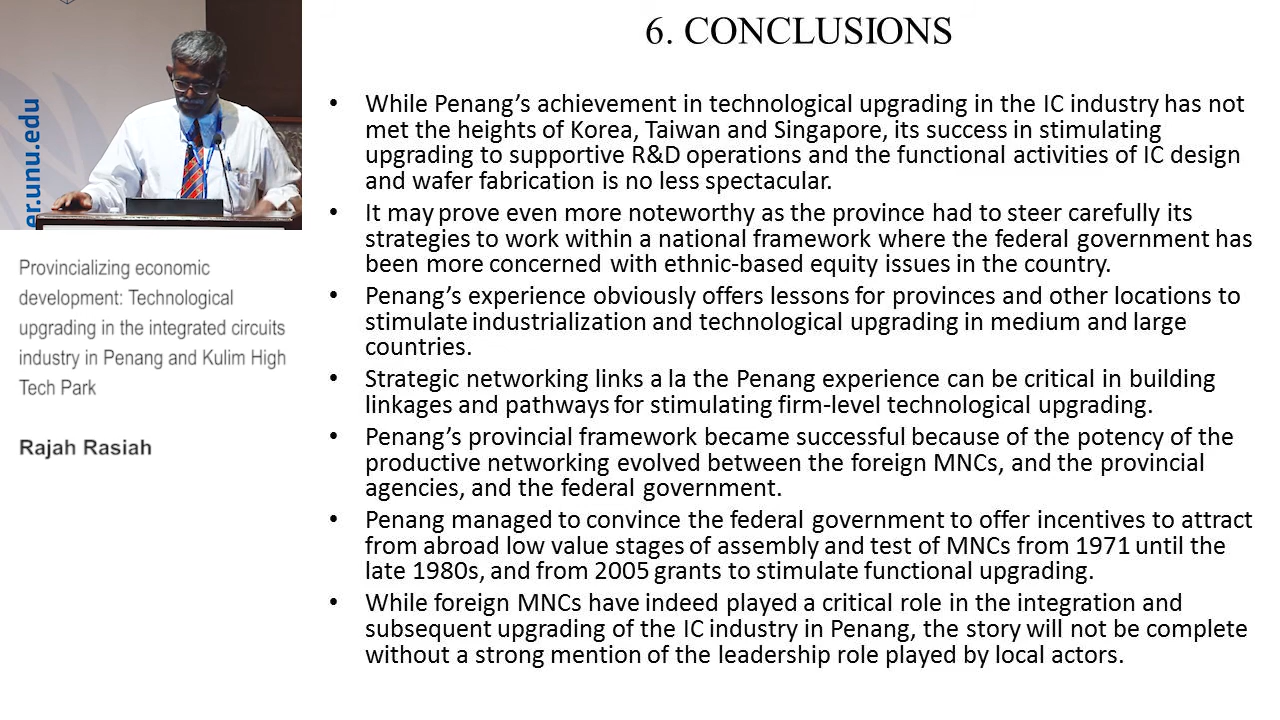 6. CONCLUSIONS
er.unu.edu
Provincializing economic
development: Technological
upgrading in the integrated circuits
industry in Penang and Kulim High
Tech Park
Rajah Rasiah
• While Penang’s achievement in technological upgrading in the IC industry has not
met the heights of Korea, Taiwan and Singapore, its success in stimulating
upgrading to supportive R&D operations and the functional activities of IC design
and wafer fabrication is no less spectacular.
• It may prove even more noteworthy as the province had to steer carefully its
strategies to work within a national framework where the federal government has
been more concerned with ethnic-based equity issues in the country.
• Penang’s experience obviously offers lessons for provinces and other locations to
stimulate industrialization and technological upgrading in medium and large
countries.
• Strategic networking links a la the Penang experience can be critical in building
linkages and pathways for stimulating firm-level technological upgrading.
• Penang’s provincial framework became successful because of the potency of the
productive networking evolved between the foreign MNCs, and the provincial
agencies, and the federal government.
• Penang managed to convince the federal government to offer incentives to attract
from abroad low value stages of assembly and test of MNCs from 1971 until the
late 1980s, and from 2005 grants to stimulate functional upgrading.
• While foreign MNCs have indeed played a critical role in the integration and
subsequent upgrading of the IC industry in Penang, the story will not be complete
without a strong mention of the leadership role played by local actors.